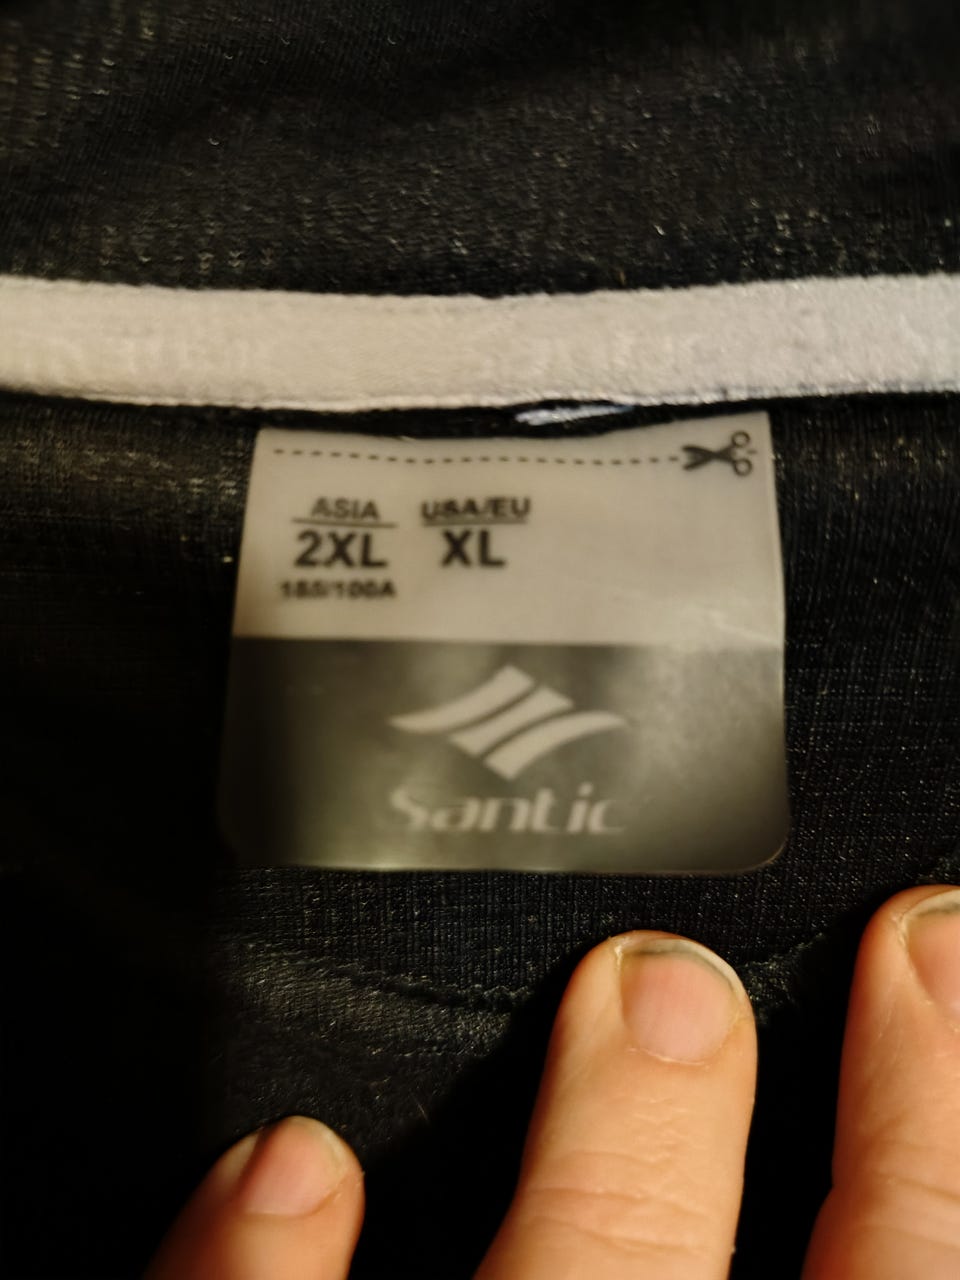 ASIA USA/EU
2XL XL
185/100A
Santic